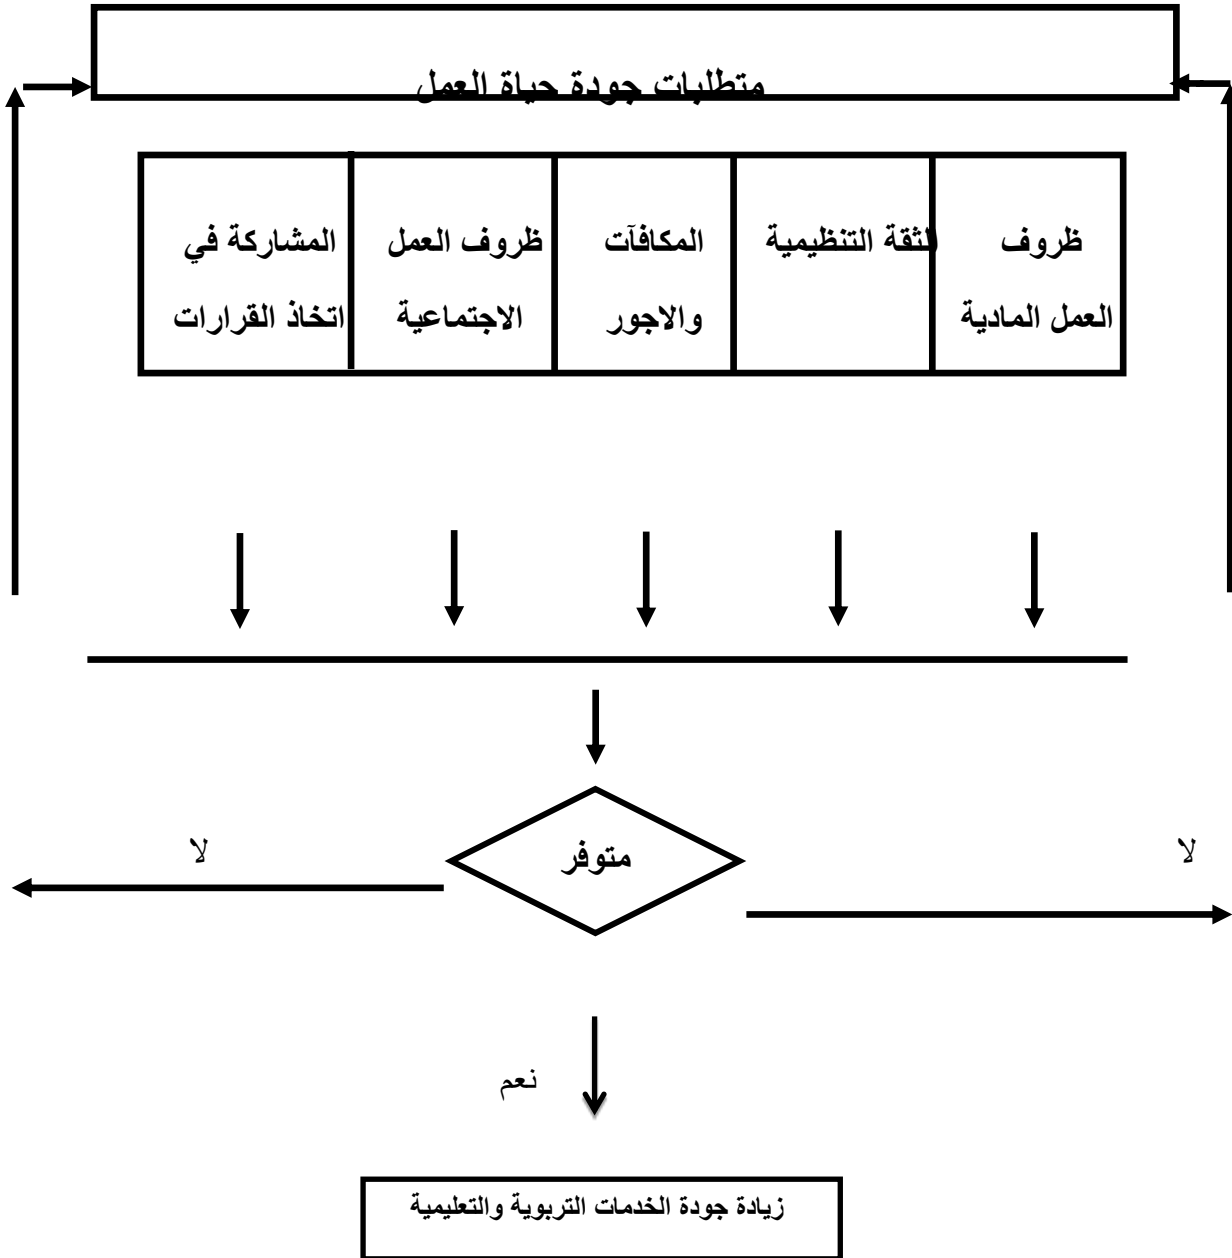 متطلبات جودة حياة العمل
ظروف
العمل المادية
الثقة التنظيمية
المكافآت
والاجور
ظروف العمل
الاجتماعية
المشاركة في
اتخاذ القرارات
متوفر
لا
لا
نعم
زيادة جودة الخدمات التربوية والتعليمية